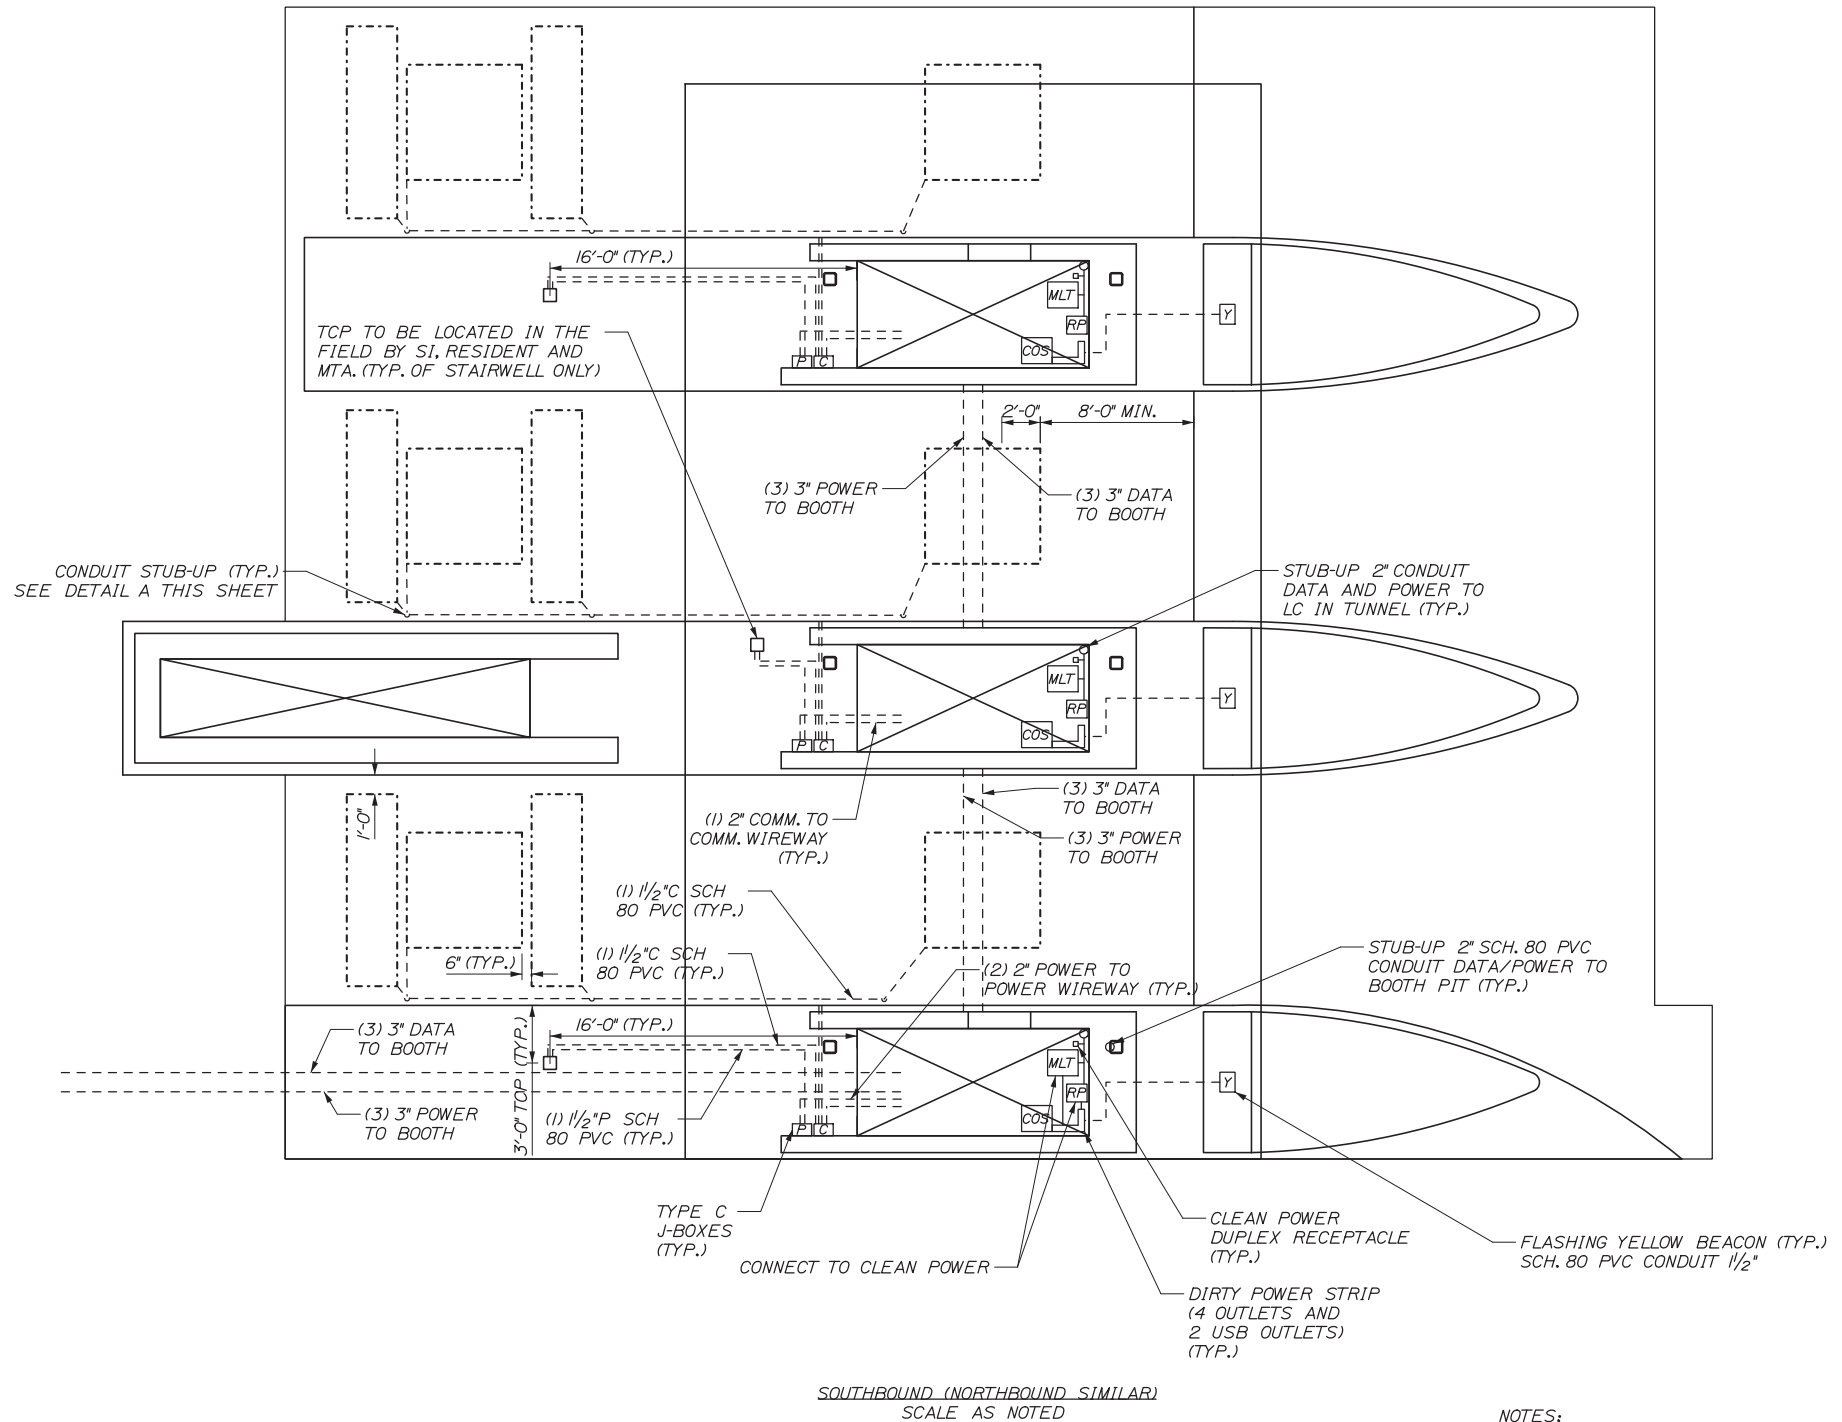 16'-0" (TYP.)
MLT
RP
COS
Y
P
C
TCP TO BE LOCATED IN THE
FIELD BY SI, RESIDENT AND
MTA. (TYP. OF STAIRWELL ONLY)
2'-0"
8'-0" MIN.
(3) 3" POWER
TO BOOTH
(3) 3" DATA
TO BOOTH
CONDUIT STUB-UP (TYP.)
SEE DETAIL A THIS SHEET
STUB-UP 2" CONDUIT
DATA AND POWER TO
LC IN TUNNEL (TYP.)
MLT
RP
COS
Y
P
C
1'-0"
(1) 2" COMM. TO
COMM. WIREWAY
(TYP.)
(3) 3" DATA
TO BOOTH
(3) 3" POWER
TO BOOTH
(1) 1 1/2"C SCH
80 PVC (TYP.)
(1) 1 1/2"C SCH
80 PVC (TYP.)
6" (TYP.)
(2) 2" POWER TO
POWER WIREWAY (TYP.)
STUB-UP 2" SCH. 80 PVC
CONDUIT DATA/POWER TO
BOOTH PIT (TYP.)
(3) 3" DATA
TO BOOTH
16'-0" (TYP.)
3'-0" TOP (TYP.)
MLT
RP
COS
Y
P
C
(3) 3" POWER
TO BOOTH
(1) 1 1/2"P SCH
80 PVC (TYP.)
TYPE C
J-BOXES
(TYP.)
CONNECT TO CLEAN POWER
CLEAN POWER
DUPLEX RECEPTACLE
(TYP.)
FLASHING YELLOW BEACON (TYP.)
SCH. 80 PVC CONDUIT 1 1/2"
DIRTY POWER STRIP
(4 OUTLETS AND
2 USB OUTLETS)
(TYP.)
SOUTHBOUND (NORTHBOUND SIMILAR)
SCALE AS NOTED
NOTES: